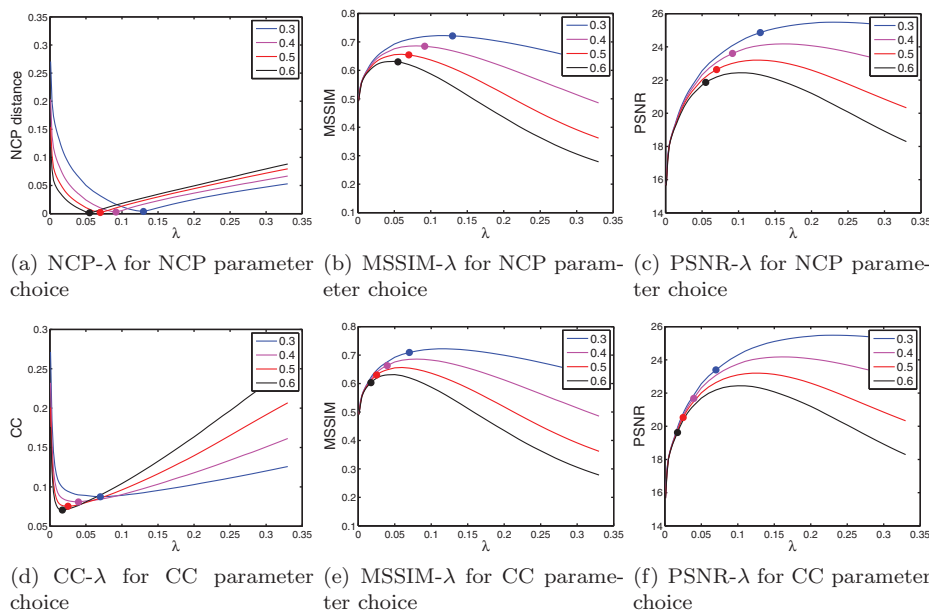 0.35
0.3
0.25
0.2
0.15
0.1
0.05
0
NCP distance
0 0.05 0.1 0.15 0.2 0.25 0.3 0.35
λ
0.3
0.4
0.5
0.6
0.8
0.7
0.6
0.5
0.4
0.3
0.2
0.1
MSSIM
0 0.05 0.1 0.15 0.2 0.25 0.3 0.35
λ
0.3
0.4
0.5
0.6
26
24
22
20
18
16
14
PSNR
0 0.05 0.1 0.15 0.2 0.25 0.3 0.35
λ
0.3
0.4
0.5
0.6
(a) NCP-λ for NCP parameter
choice
(b) MSSIM-λ for NCP param-
eter choice
(c) PSNR-λ for NCP parame-
ter choice
0.3
0.25
0.2
0.15
0.1
0.05
CC
0 0.05 0.1 0.15 0.2 0.25 0.3 0.35
λ
0.3
0.4
0.5
0.6
0.8
0.7
0.6
0.5
0.4
0.3
0.2
0.1
MSSIM
0 0.05 0.1 0.15 0.2 0.25 0.3 0.35
λ
0.3
0.4
0.5
0.6
26
24
22
20
18
16
14
PSNR
0 0.05 0.1 0.15 0.2 0.25 0.3 0.35
λ
0.3
0.4
0.5
0.6
(d) CC-λ for CC parameter
choice
(e) MSSIM-λ for CC parame-
ter choice
(f) PSNR-λ for CC parameter
choice